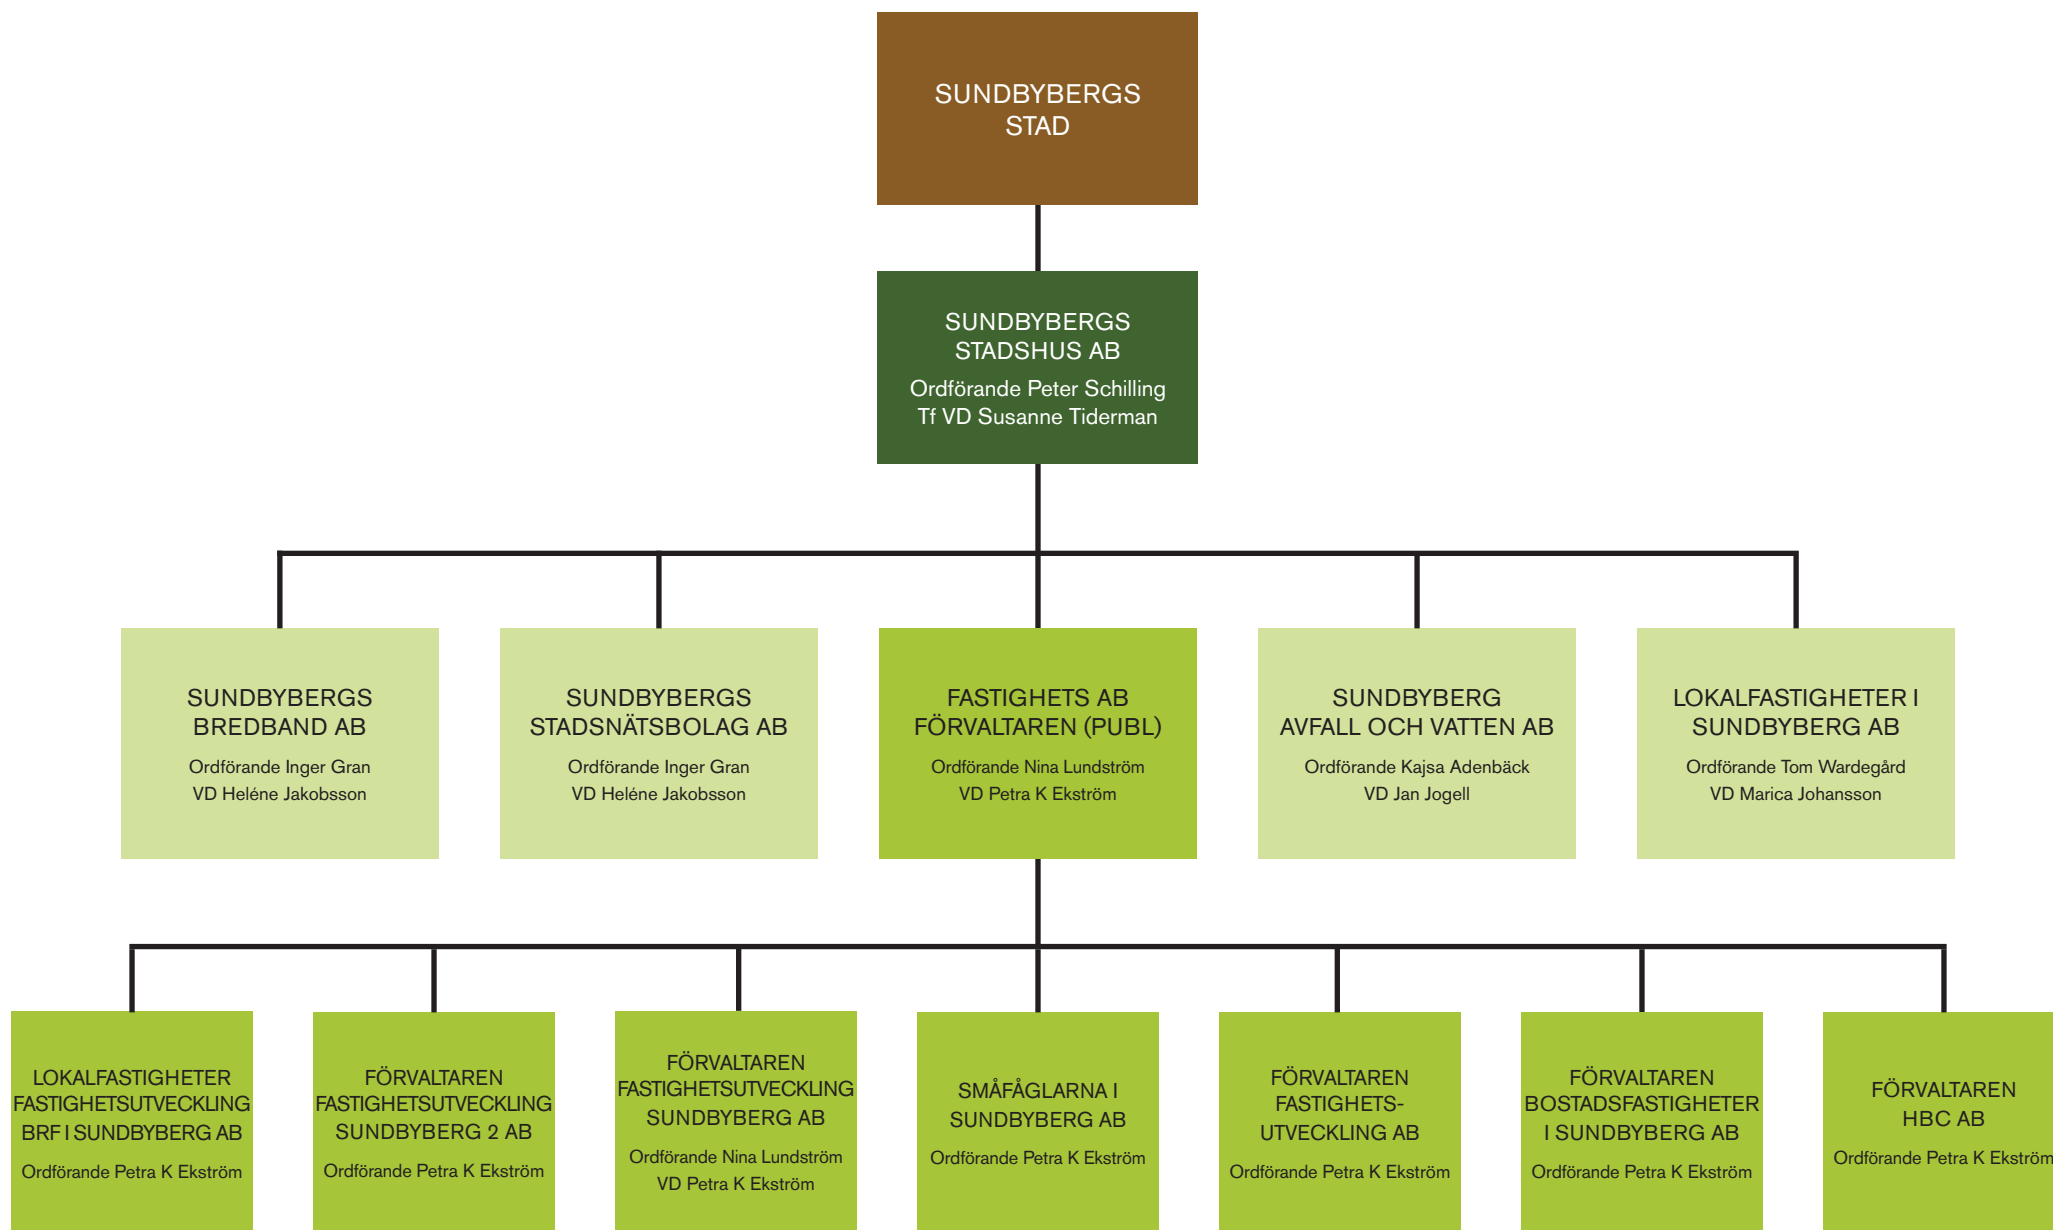 SUNDBYBERGS
STAD
SUNDBYBERGS
STADSHUS AB
Ordförande Peter Schilling
Tf VD Susanne Tiderman
SUNDBYBERGS
BREDBAND AB
Ordförande Inger Gran
VD Heléne Jakobsson
SUNDBYBERGS
STADSNÄTSBOLAG AB
Ordförande Inger Gran
VD Heléne Jakobsson
FASTIGHETS AB
FÖRVALTAREN (PUBL)
Ordförande Nina Lundström
VD Petra K Ekström
SUNDBYBERG
AVFALL OCH VATTEN AB
Ordförande Kajsa Adenbäck
VD Jan Jogell
LOKALFASTIGHETER I
SUNDBYBERG AB
Ordförande Tom Wardegård
VD Marica Johansson
LOKALFASTIGHETER
FASTIGHETSUTVECKLING
BRF I SUNDBYBERG AB
Ordförande Petra K Ekström
FÖRVALTAREN
FASTIGHETSUTVECKLING
SUNDBYBERG 2 AB
Ordförande Petra K Ekström
FÖRVALTAREN
FASTIGHETSUTVECKLING
SUNDBYBERG AB
Ordförande Nina Lundström
VD Petra K Ekström
SMÅFÅGLARNA I
SUNDBYBERG AB
Ordförande Petra K Ekström
FÖRVALTAREN
FASTIGHETS-
UTVECKLING AB
Ordförande Petra K Ekström
FÖRVALTAREN
BOSTADSFASTIGHETER
I SUNDBYBERG AB
Ordförande Petra K Ekström
FÖRVALTAREN
HBC AB
Ordförande Petra K Ekström